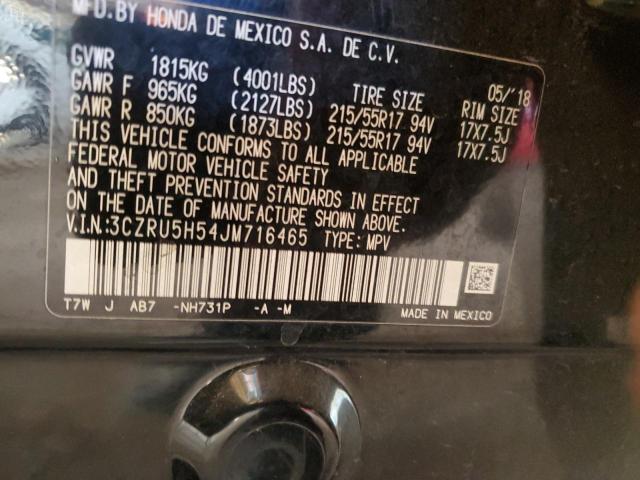 MFD.BY HONDA DE MEXICO S.A. DE C.V.
05/'18
GVWR 1815KG (4001LBS) TIRE SIZE RIM SIZE
GAWR F 965KG (2127LBS) 215/55R17 94V 17X7.5J
GAWR R 850KG (1873LBS) 215/55R17 94V 17X7.5J
THIS VEHICLE CONFORMS TO ALL APPLICABLE
FEDERAL MOTOR VEHICLE SAFETY
AND THEFT PREVENTION STANDARDS IN EFFECT
ON THE DATE OF MANUFACTURE SHOWN ABOVE.
V.I.N:3CZRU5H54JM716465 TYPE: MPV
T7W J AB7 -NH731P -A -M MADE IN MEXICO